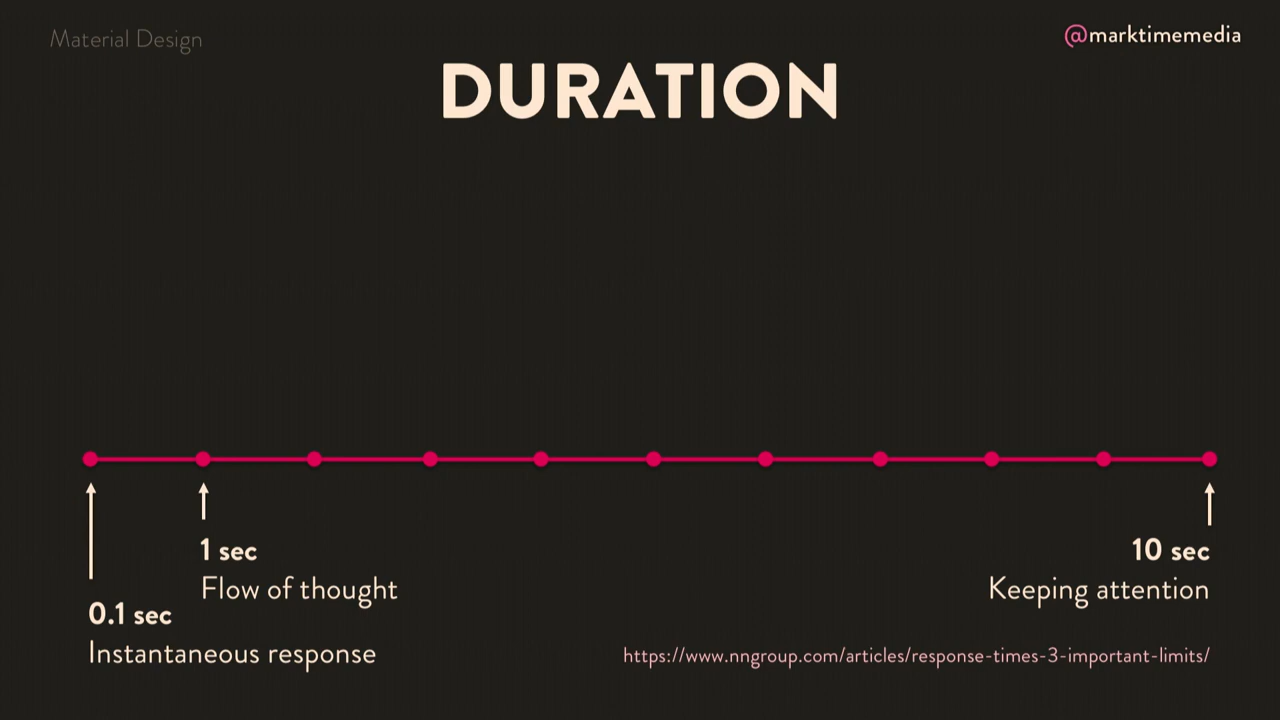 Material Design
@marktimemedia
DURATION
1 sec
Flow of thought
10 sec
Keeping attention
0.1 sec
Instantaneous response
https://www.nngroup.com/articles/response-times-3-important-limits/